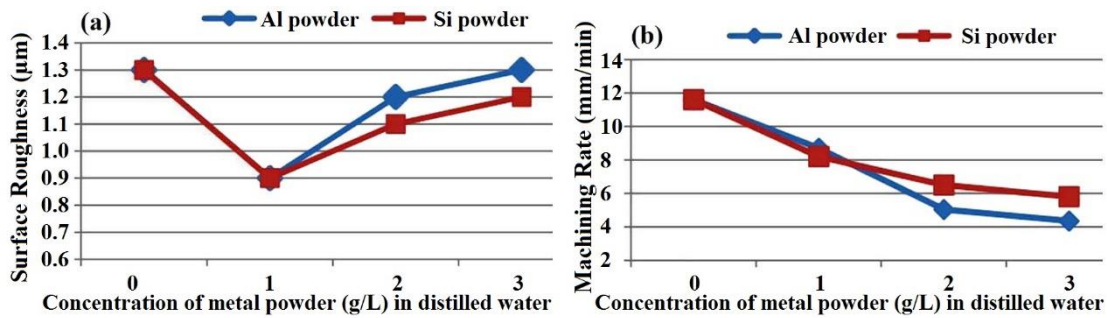 (a)
Al powder
Si powder
Surface Roughness (µm)
1.4
1.3
1.2
1.1
1.0
0.9
0.8
0.7
0.6
0 1 2 3
Concentration of metal powder (g/L) in distilled water
(b)
Al powder
Si powder
Machining Rate (mm/min)
14
12
10
8
6
4
2
0 1 2 3
Concentration of metal powder (g/L) in distilled water